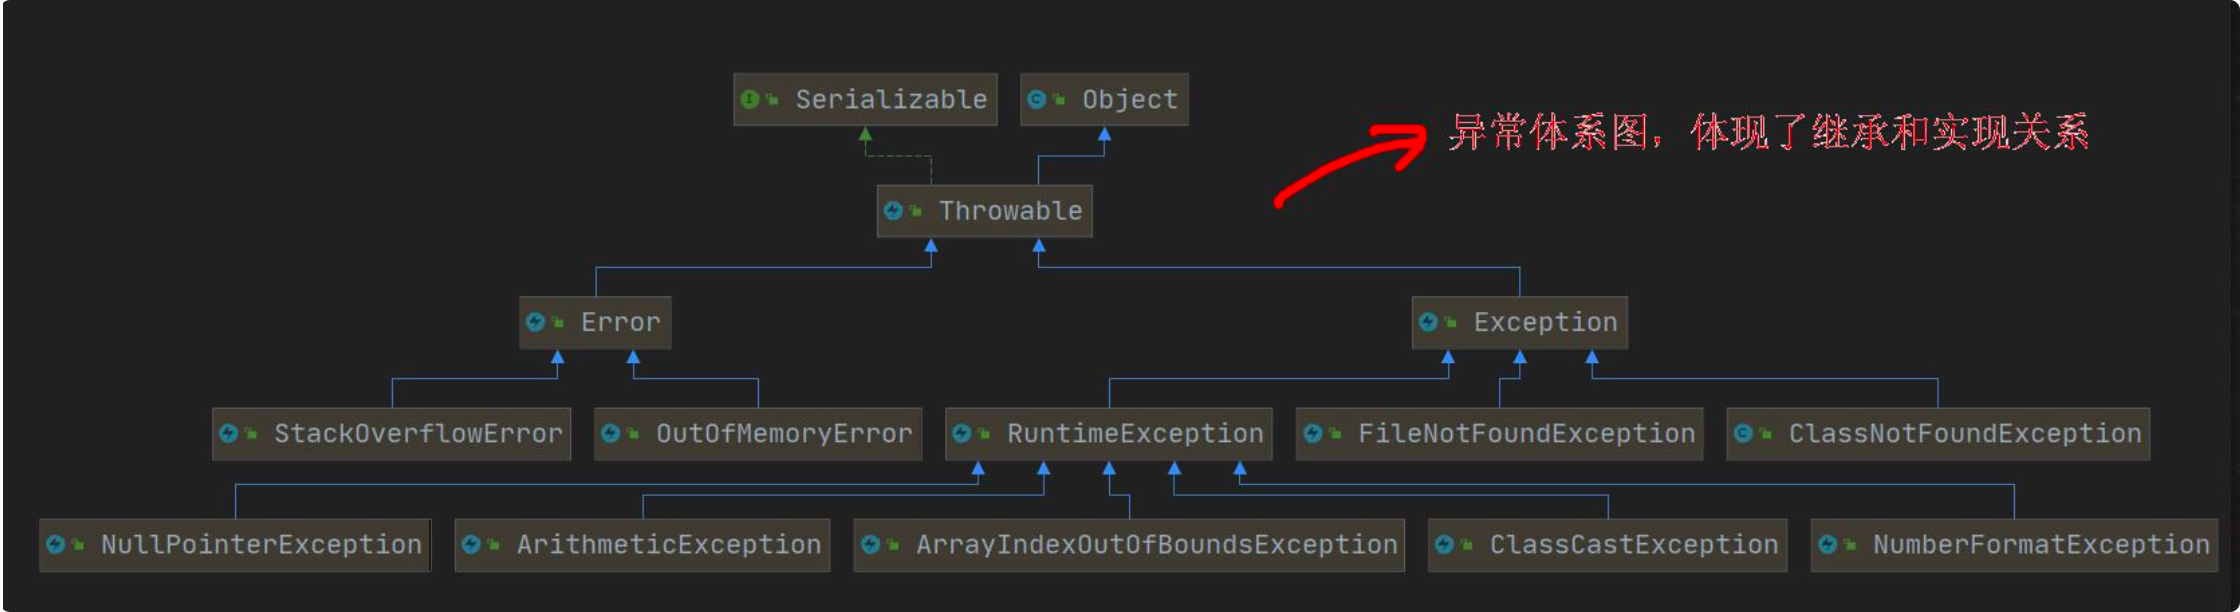 Serializable
Object
异常体系图，体现了继承和实现关系
Throwable
Error
Exception
StackOverflowError
OutOfMemoryError
RuntimeException
FileNotFoundException
ClassNotFoundException
NullPointerException
ArithmeticException
ArrayIndexOutOfBoundsException
ClassCastException
NumberFormatException